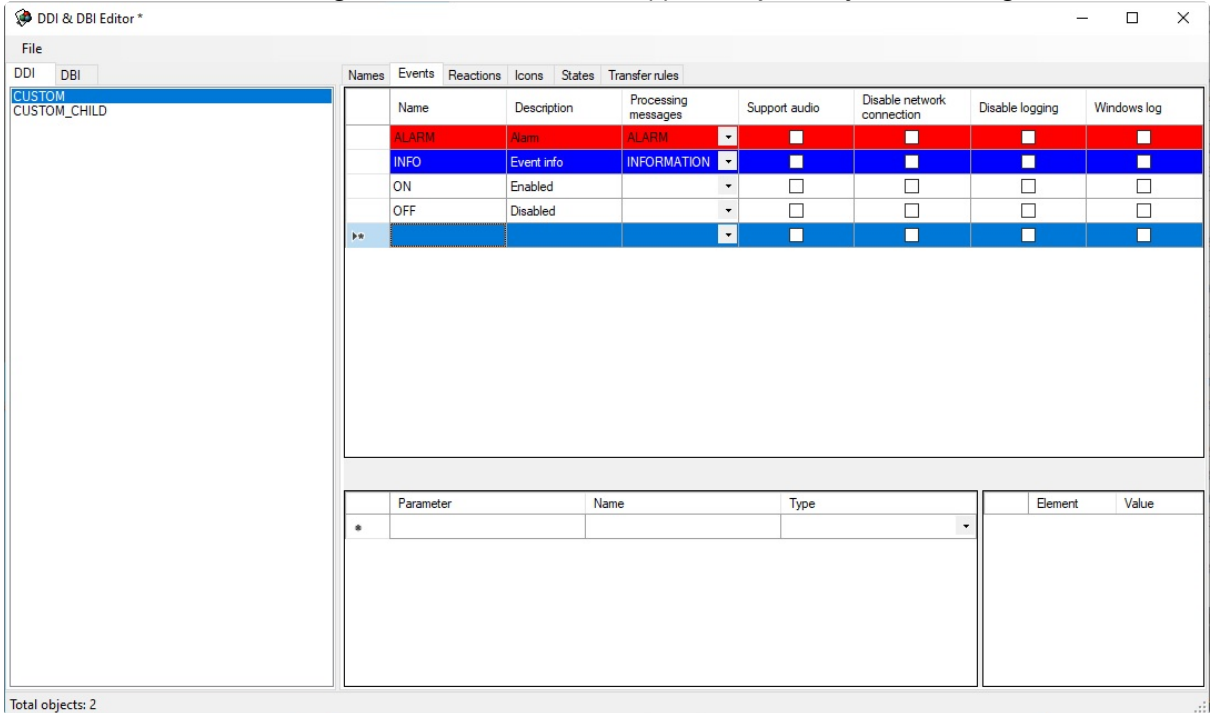 DDI & DBI Editor *
File
DDI DBI
CUSTOM
CUSTOM_CHILD
Names Events Reactions Icons States Transfer rules
Name Description Processing messages Support audio Disable network connection Disable logging Windows log
ALARM Alarm ALARM
INFO Event info INFORMATION
ON Enabled
OFF Disabled
Parameter Name Type
Element Value
Total objects: 2